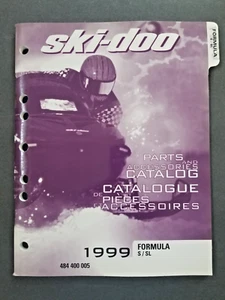 ski-doo
FORMULA
PARTS
AND
ACCESSORIES
CATALOG
CATALOGUE
DE
PIÈCES
ET
ACCESSOIRES
1999
FORMULA
S / SL
484 400 005